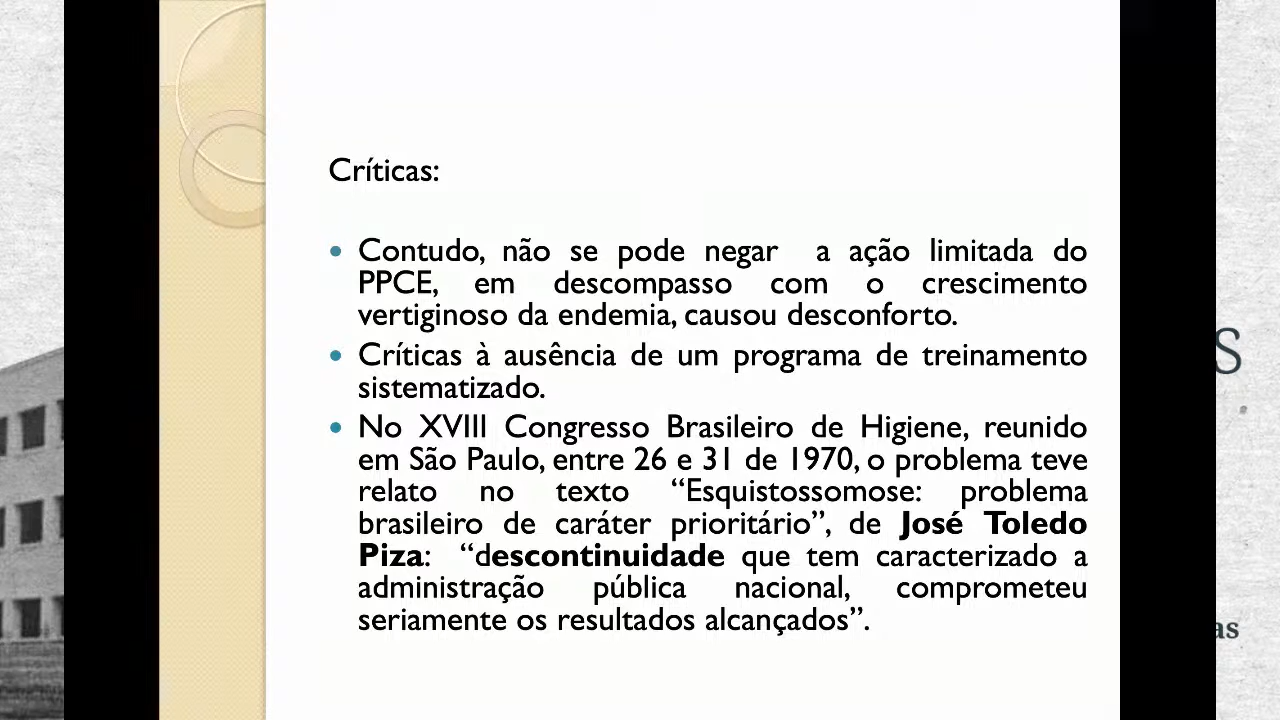 Críticas:
Contudo, não se pode negar a ação limitada do
PPCE, em descompasso com o crescimento
vertiginoso da endemia, causou desconforto.
Críticas à ausência de um programa de treinamento
sistematizado.
No XVIII Congresso Brasileiro de Higiene, reunido
em São Paulo, entre 26 e 31 de 1970, o problema teve
relato no texto “Esquistossomose: problema
brasileiro de caráter prioritário”, de José Toledo
Piza: “descontinuidade que tem caracterizado a
administração pública nacional, comprometeu
seriamente os resultados alcançados”.
S
as